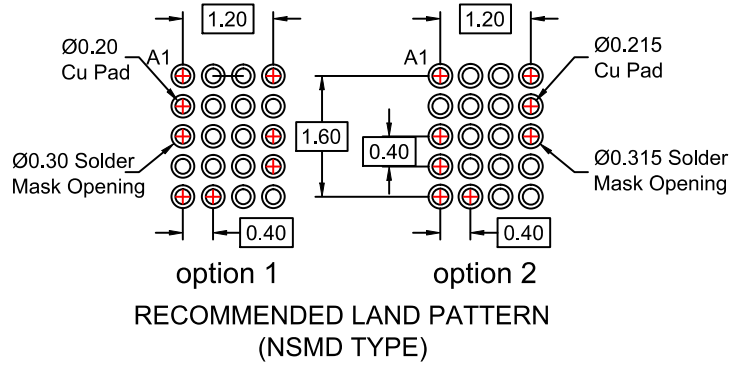 1.20
Ø0.20
Cu Pad
A1
Ø0.30 Solder
Mask Opening
0.40
1.60
option 1
1.20
A1
Ø0.215
Cu Pad
0.40
Ø0.315 Solder
Mask Opening
0.40
option 2
RECOMMENDED LAND PATTERN
(NSMD TYPE)